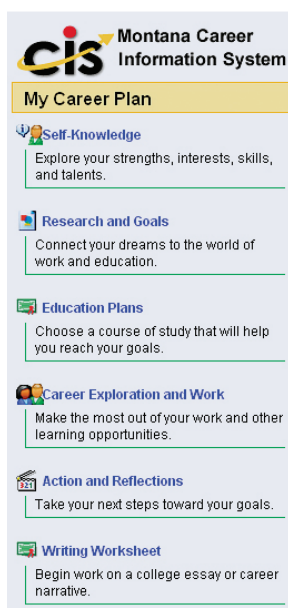 cis
Montana Career
Information System
My Career Plan
Self-Knowledge
Explore your strengths, interests, skills,
and talents.
Research and Goals
Connect your dreams to the world of
work and education.
Education Plans
Choose a course of study that will help
you reach your goals.
Career Exploration and Work
Make the most out of your work and other
learning opportunities.
321
Action and Reflections
Take your next steps toward your goals.
Writing Worksheet
Begin work on a college essay or career
narrative.